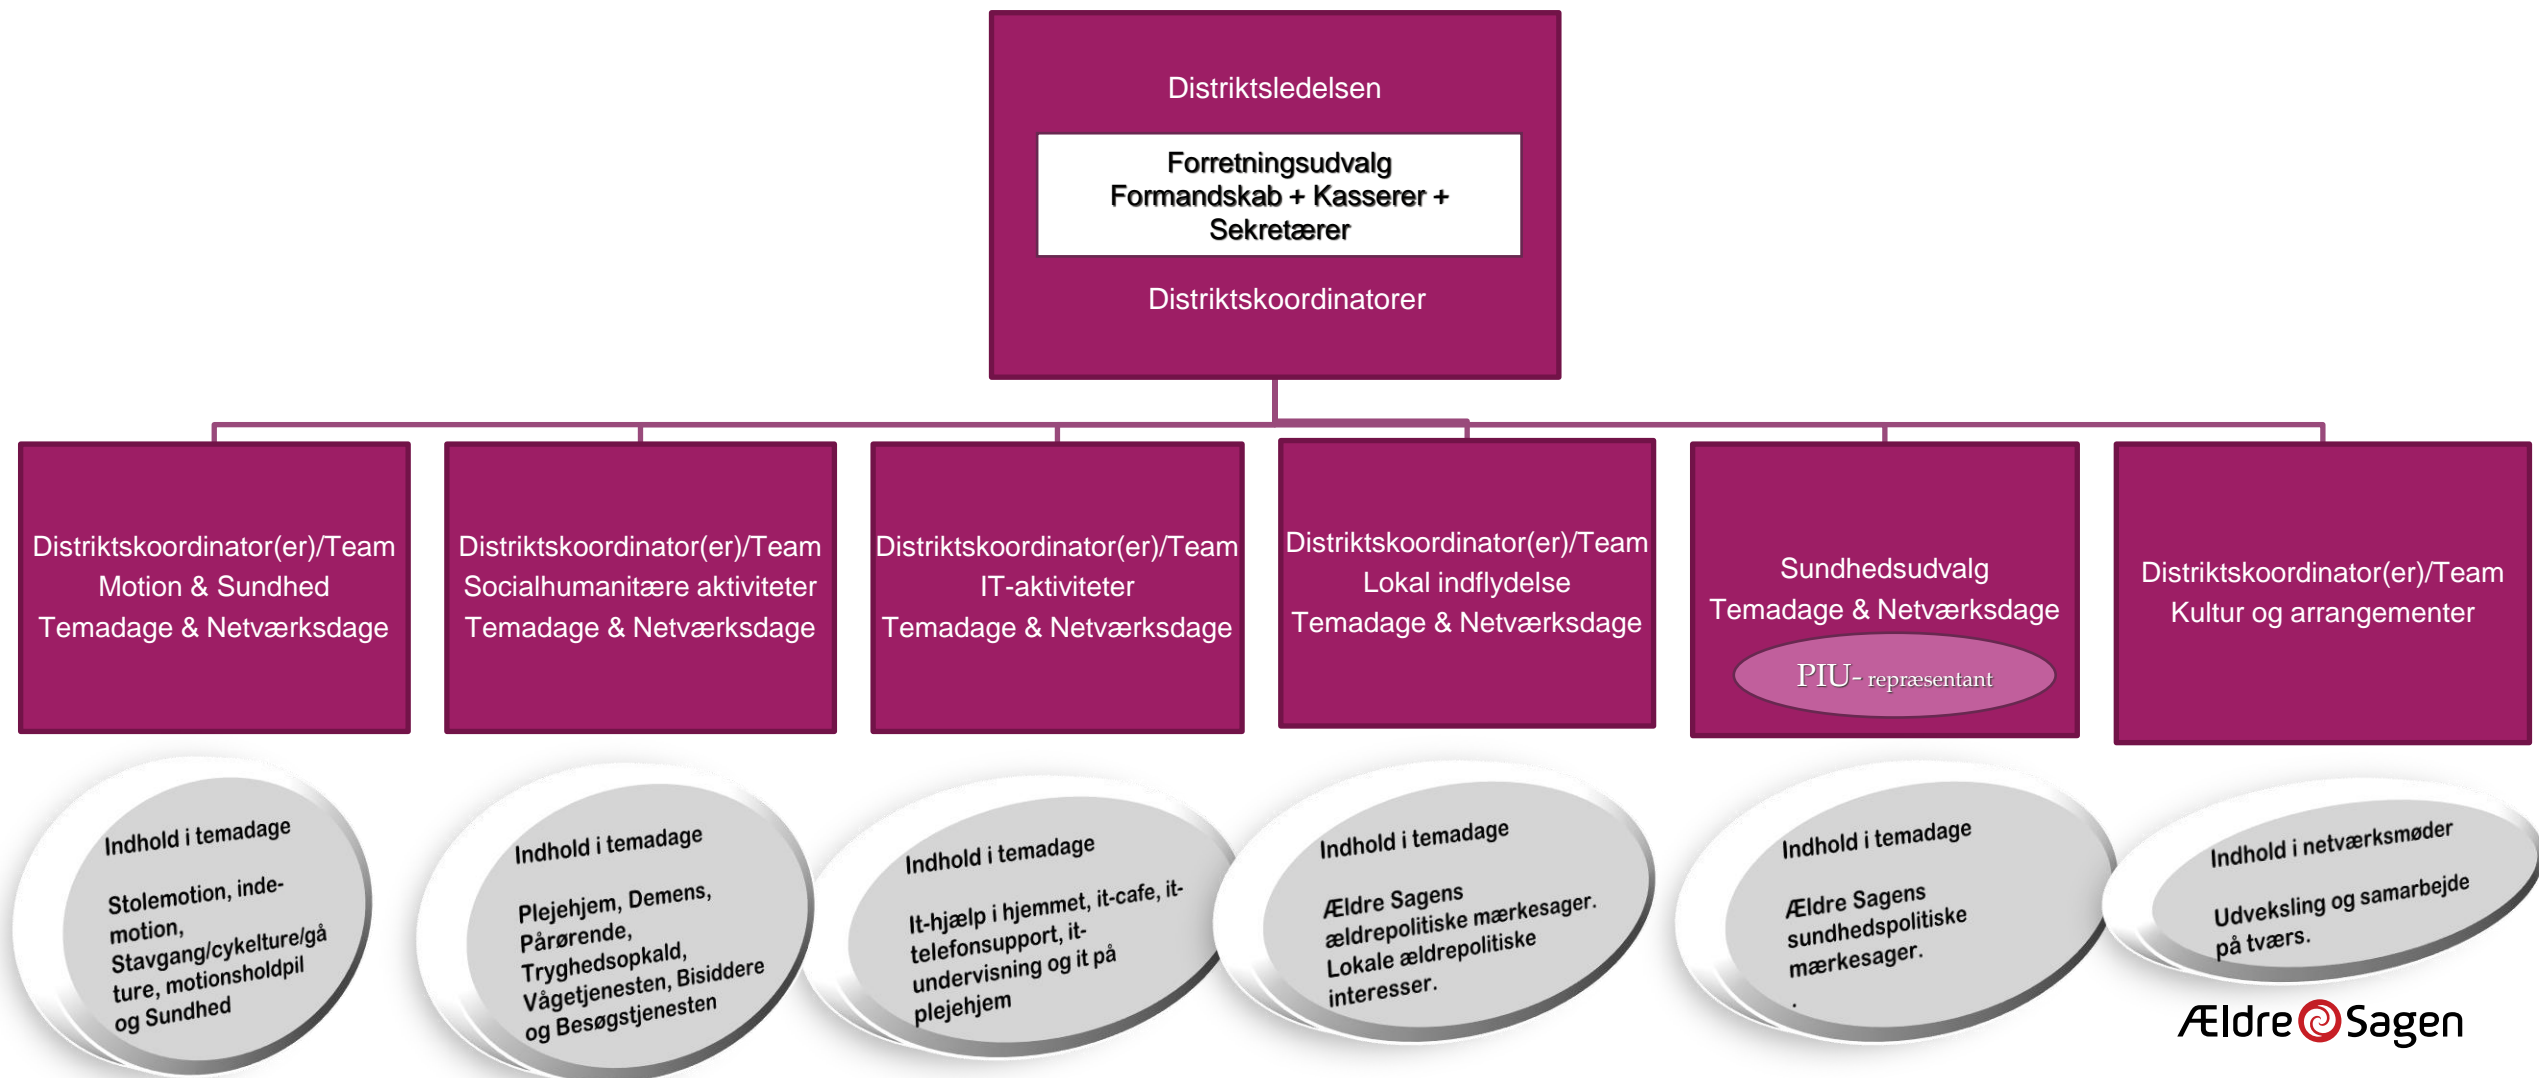 Distriktsledelsen
Forretningsudvalg
Formandskab + Kasserer +
Sekretærer
Distriktskoordinatorer
Distriktskoordinator(er)/Team
Motion & Sundhed
Temadage & Netværksdage
Distriktskoordinator(er)/Team
Socialhumanitære aktiviteter
Temadage & Netværksdage
Distriktskoordinator(er)/Team
IT-aktiviteter
Temadage & Netværksdage
Distriktskoordinator(er)/Team
Lokal indflydelse
Temadage & Netværksdage
Sundhedsudvalg
Temadage & Netværksdage
PIU- repræsentant
Distriktskoordinator(er)/Team
Kultur og arrangementer
Indhold i temadage
Stolemotion, inde-
motion,
Stavgang/cykelture/gå
ture, motionsholdpil
og Sundhed
Indhold i temadage
Plejehjem, Demens,
Pårørende,
Tryghedsopkald,
Vågetjenesten, Bisiddere
og Besøgstjenesten
Indhold i temadage
It-hjælp i hjemmet, it-cafe, it-
telefonsupport, it-
undervisning og it på
plejehjem
Indhold i temadage
Ældre Sagens
ældrepolitiske mærkesager.
Lokale ældrepolitiske
interesser.
Indhold i temadage
Ældre Sagens
sundhedspolitiske
mærkesager.
.
Indhold i netværksmøder
Udveksling og samarbejde
på tværs.
Ældre Sagen